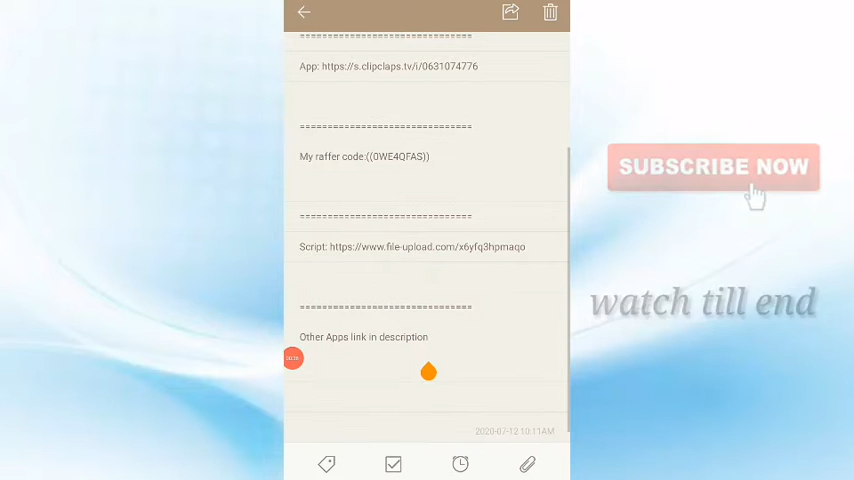 ==============================
App: https://s.clipclaps.tv/i/0631074776
==============================
My raffer code:((0WE4QFAS))
==============================
Script: https://www.file-upload.com/x6yfq3hpmaqo
==============================
Other Apps link in description
2020-07-12 10:11AM
SUBSCRIBE NOW
watch till end